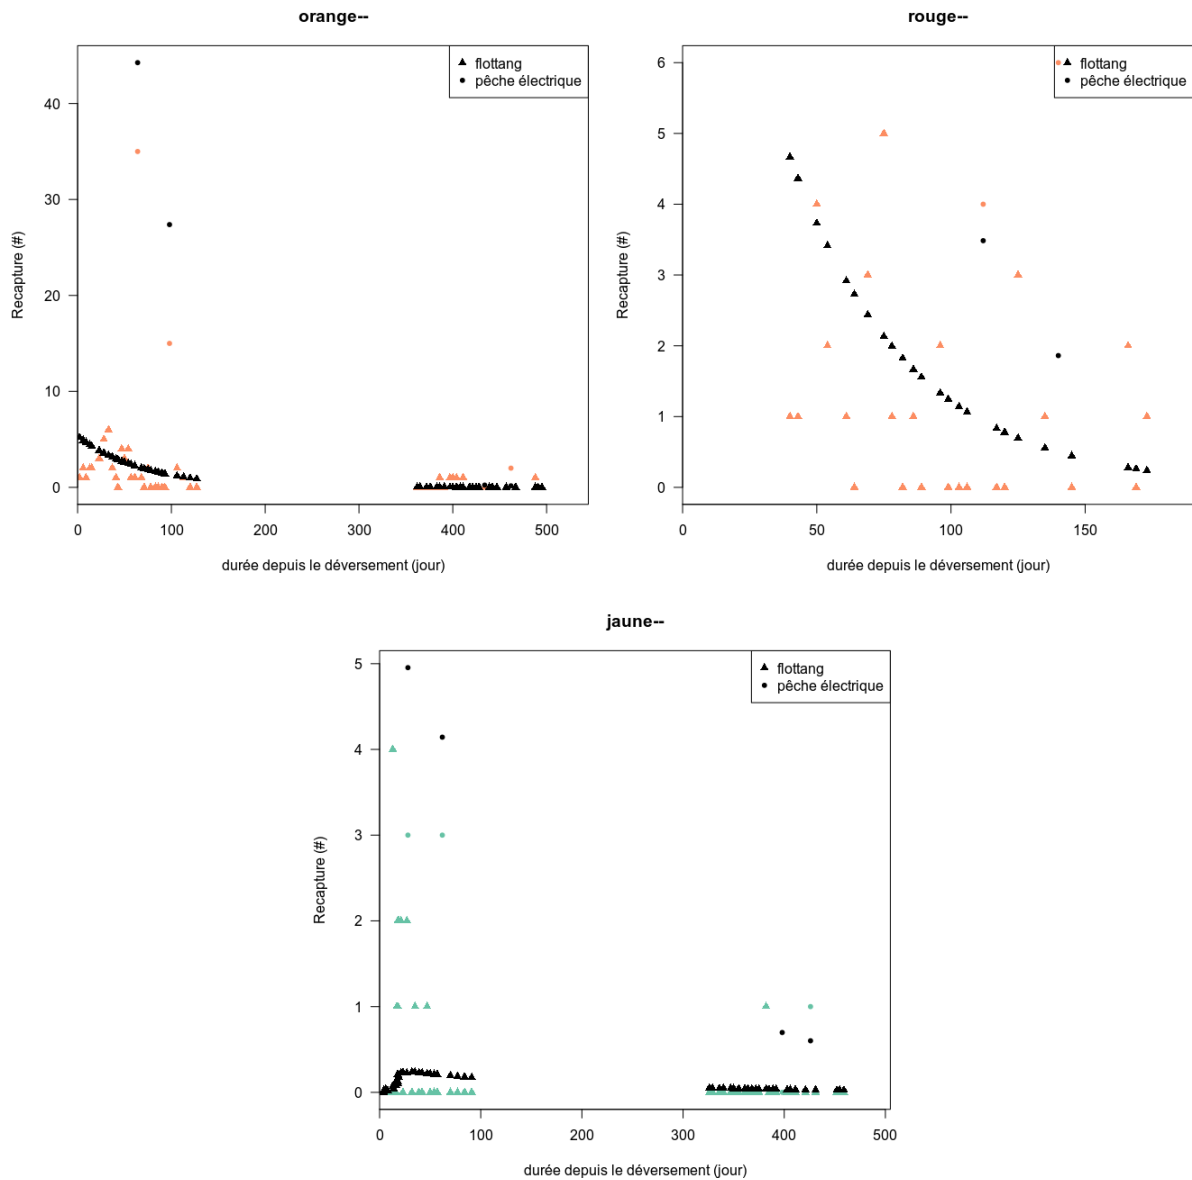 orange--
flottang
pêche électrique
Recapture (#)
40
30
20
10
0
0 100 200 300 400 500
durée depuis le déversement (jour)
rouge--
flottang
pêche électrique
Recapture (#)
6
5
4
3
2
1
0
0 50 100 150
durée depuis le déversement (jour)
jaune--
flottang
pêche électrique
Recapture (#)
5
4
3
2
1
0
0 100 200 300 400 500
durée depuis le déversement (jour)